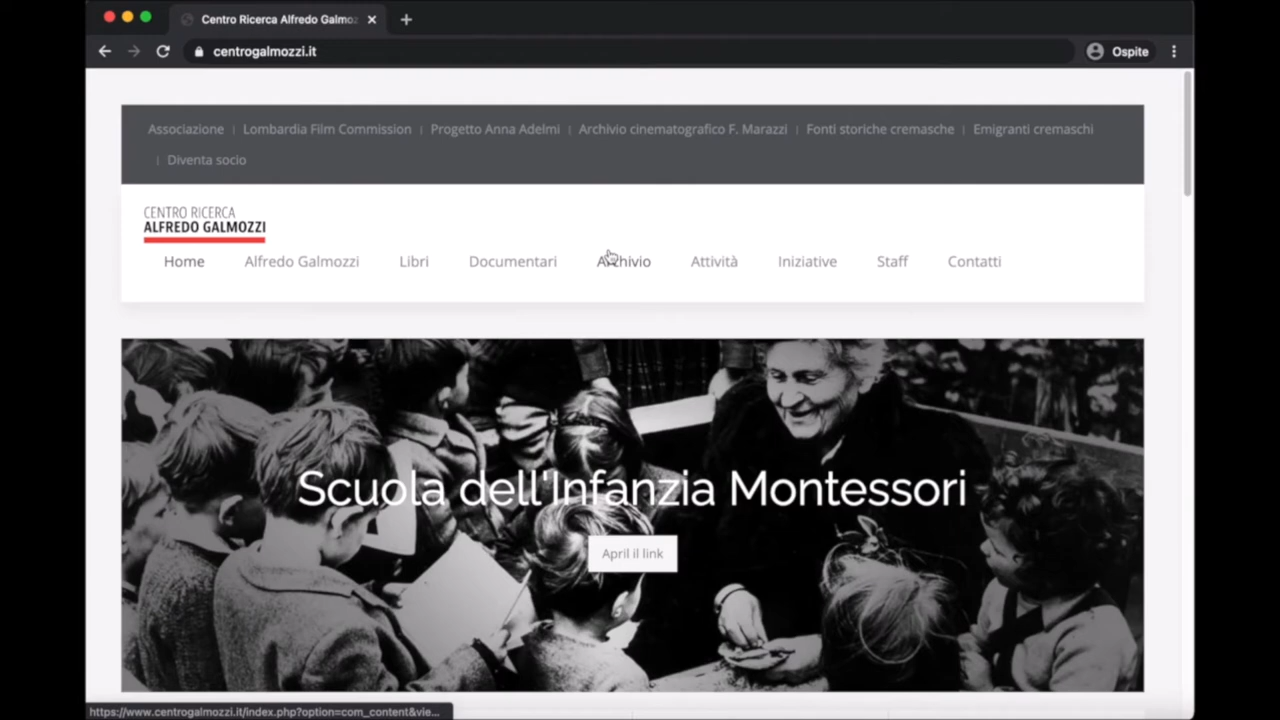 Centro Ricerca Alfredo Galmoz
centrogalmozzi.it
Ospite
Associazione | Lombardia Film Commission | Progetto Anna Adelmi | Archivio cinematografico F. Marazzi | Fonti storiche cremasche | Emigranti cremaschi
| Diventa socio
CENTRO RICERCA
ALFREDO GALMOZZI
Home Alfredo Galmozzi Libri Documentari Archivio Attività Iniziative Staff Contatti
Scuola dell'Infanzia Montessori
April il link
https://www.centrogalmozzi.it/index.php?option=com_content&vie...